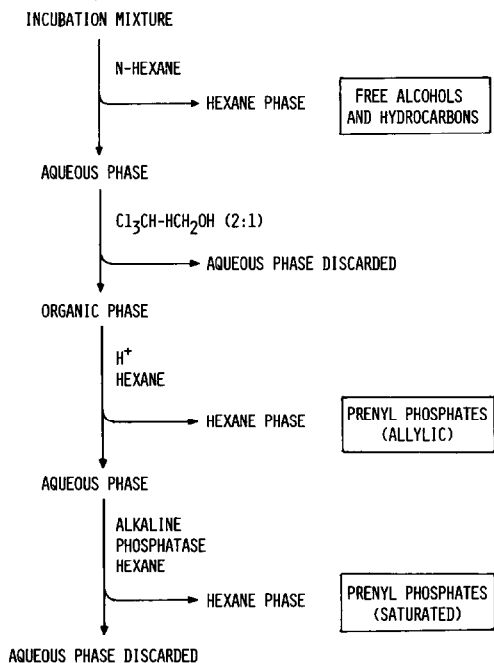 INCUBATION MIXTURE
N-HEXANE
HEXANE PHASE
FREE ALCOHOLS
AND HYDROCARBONS
AQUEOUS PHASE
Cl₃CH-HCH₂OH (2:1)
AQUEOUS PHASE DISCARDED
ORGANIC PHASE
H⁺
HEXANE
HEXANE PHASE
PRENYL PHOSPHATES
(ALLYLIC)
AQUEOUS PHASE
ALKALINE
PHOSPHATASE
HEXANE
HEXANE PHASE
PRENYL PHOSPHATES
(SATURATED)
AQUEOUS PHASE DISCARDED